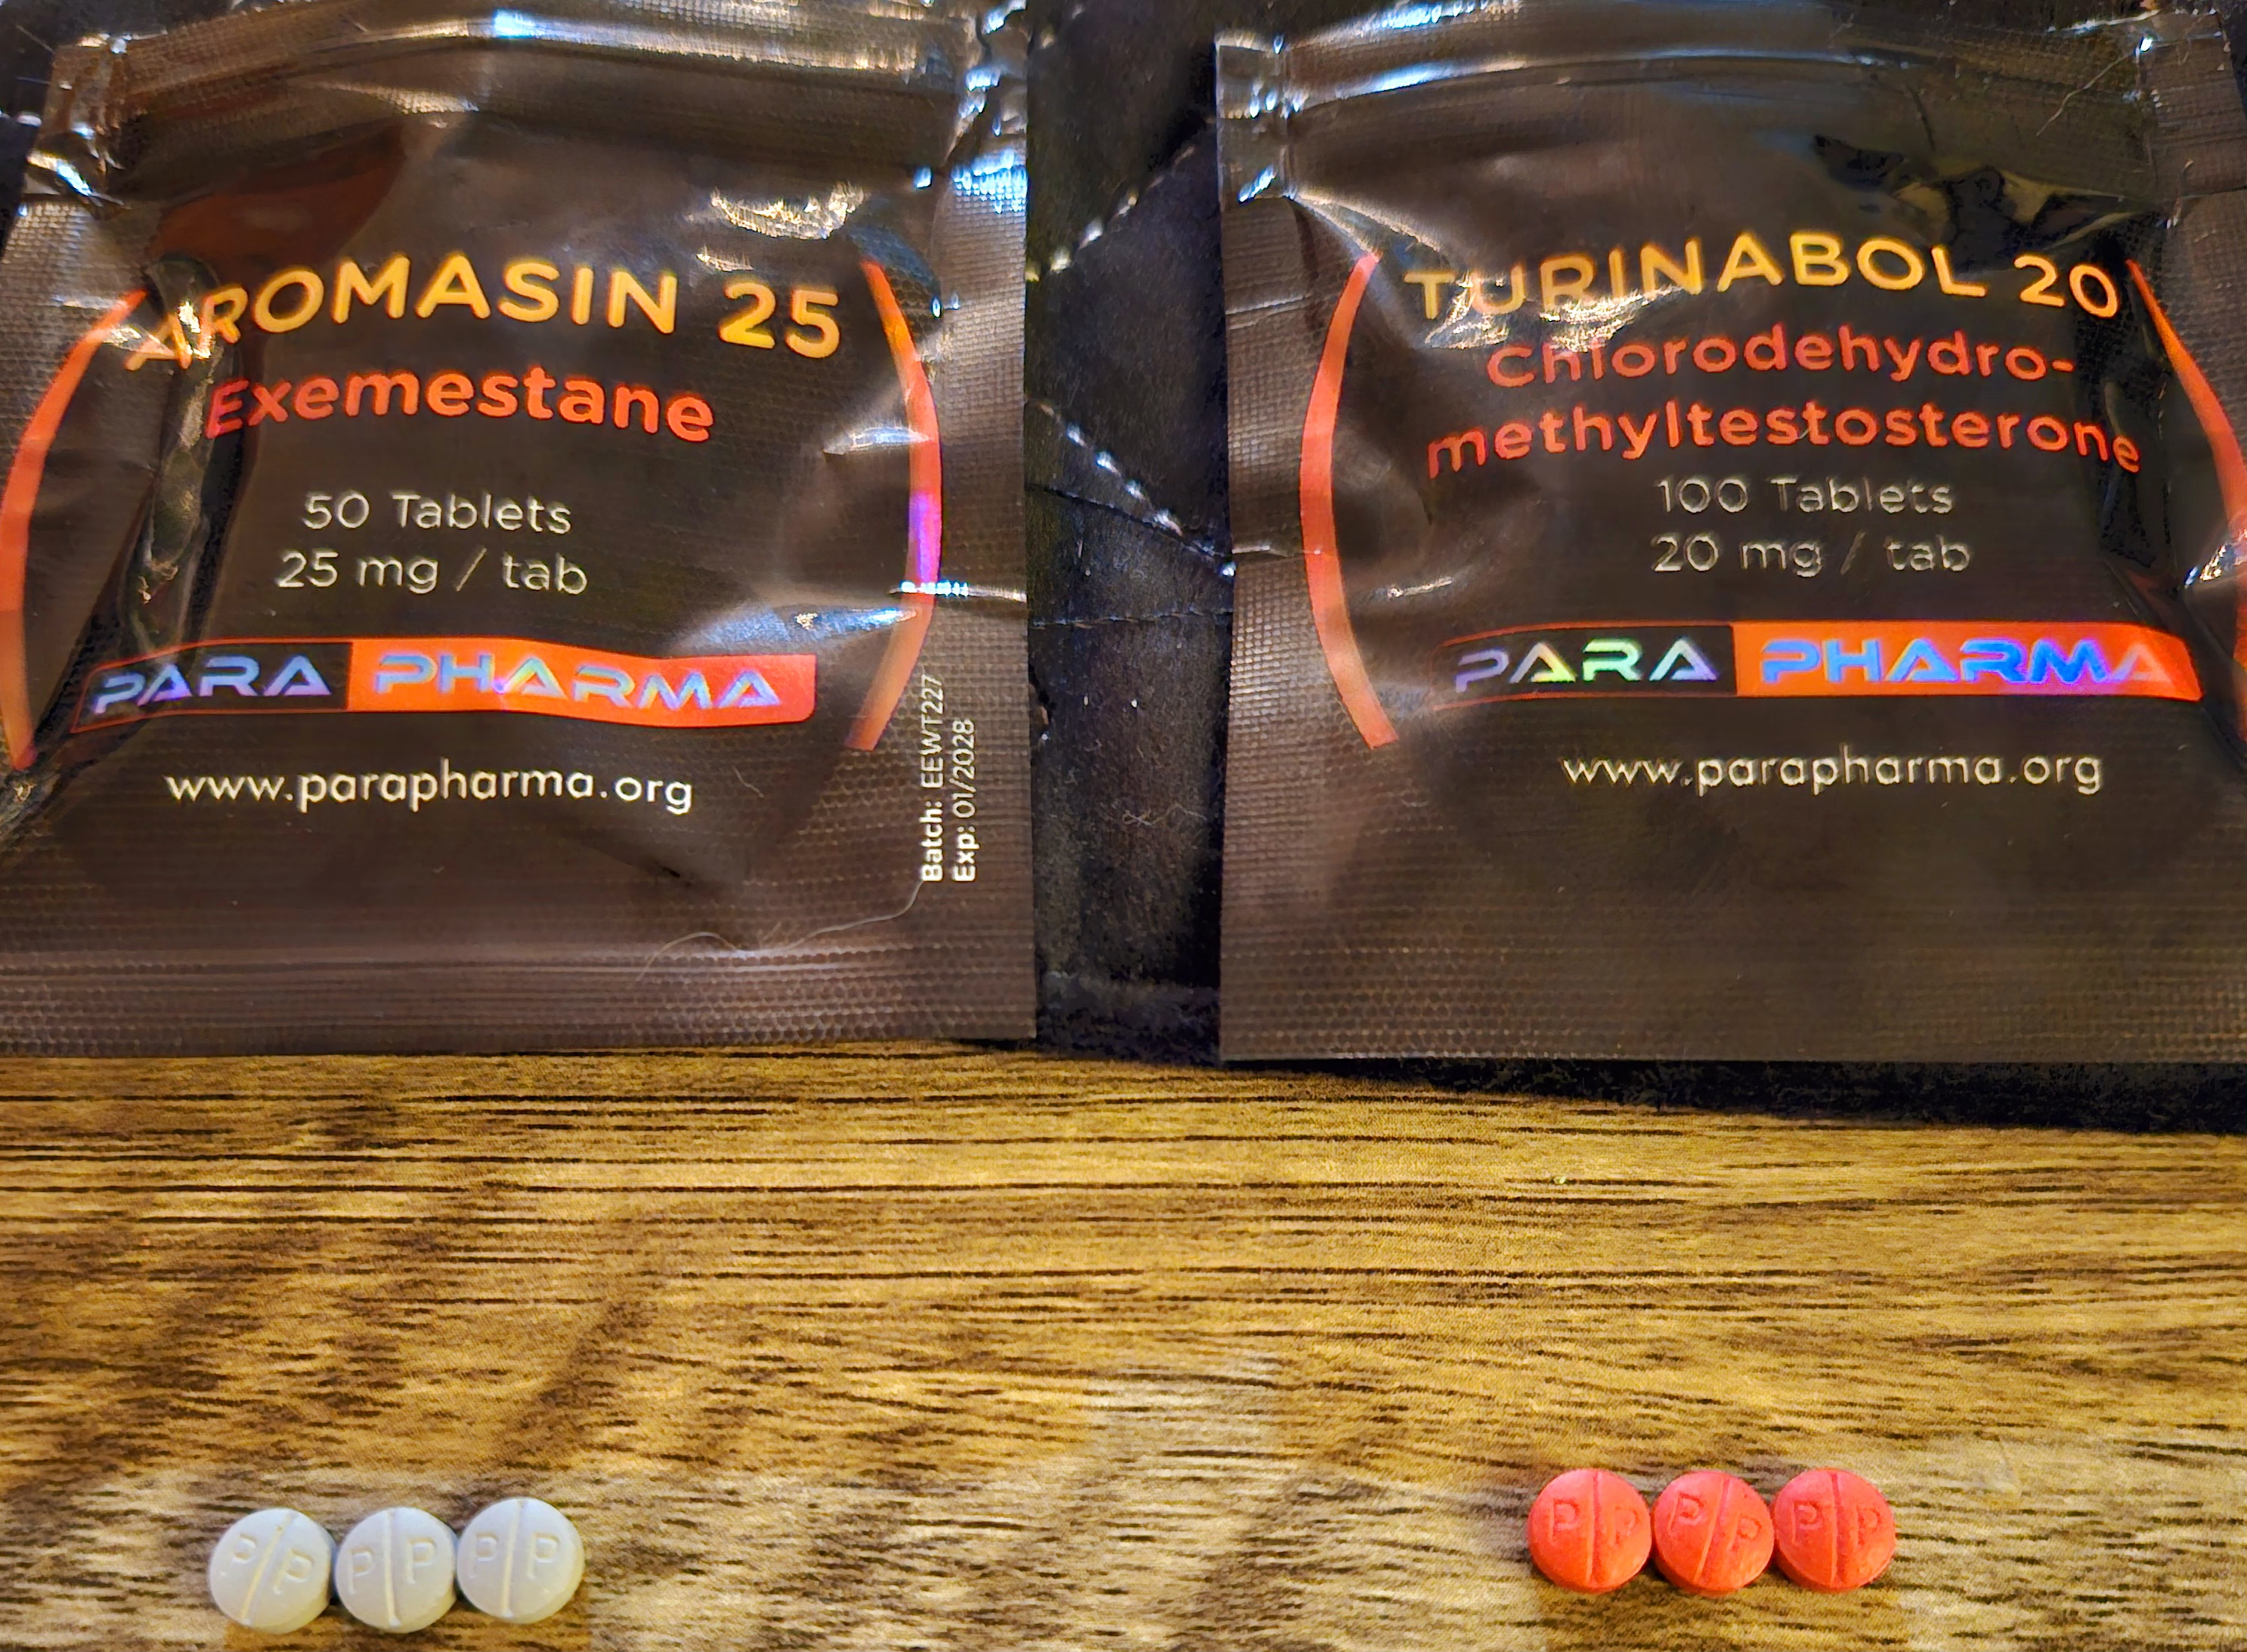 AROMASIN 25
Exemestane
50 Tablets
25 mg / tab
PARA PHARMA
www.parapharma.org
Batch: EEWT227
Exp: 01/2028
TURINABOL 20
Chlorodehydro-
methyltestosterone
100 Tablets
20 mg / tab
PARA PHARMA
www.parapharma.org
P P
P P
P P
P P
P P
P P